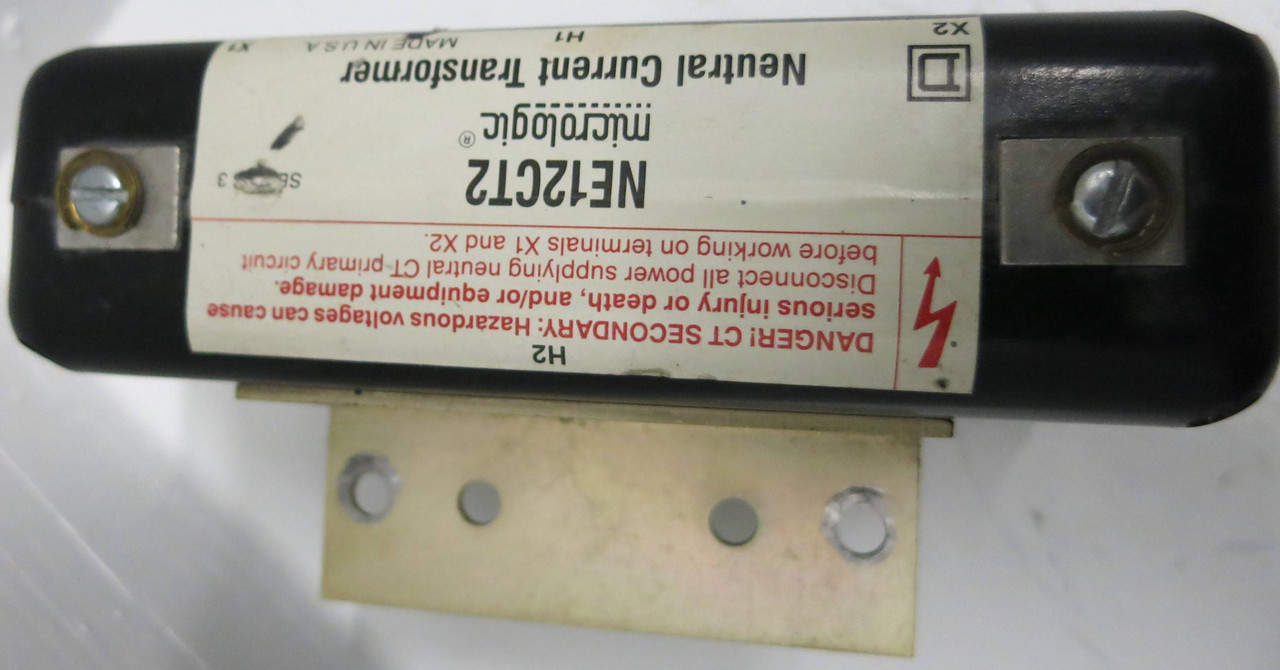 H2
DANGER! CT SECONDARY: Hazardous voltages can cause
serious injury or death, and/or equipment damage.
Disconnect all power supplying neutral CT primary circuit
before working on terminals X1 and X2.
NE12CT2
3
micrologic®
D
Neutral Current Transformer
MADE IN U.S.A
X2 H1 X1